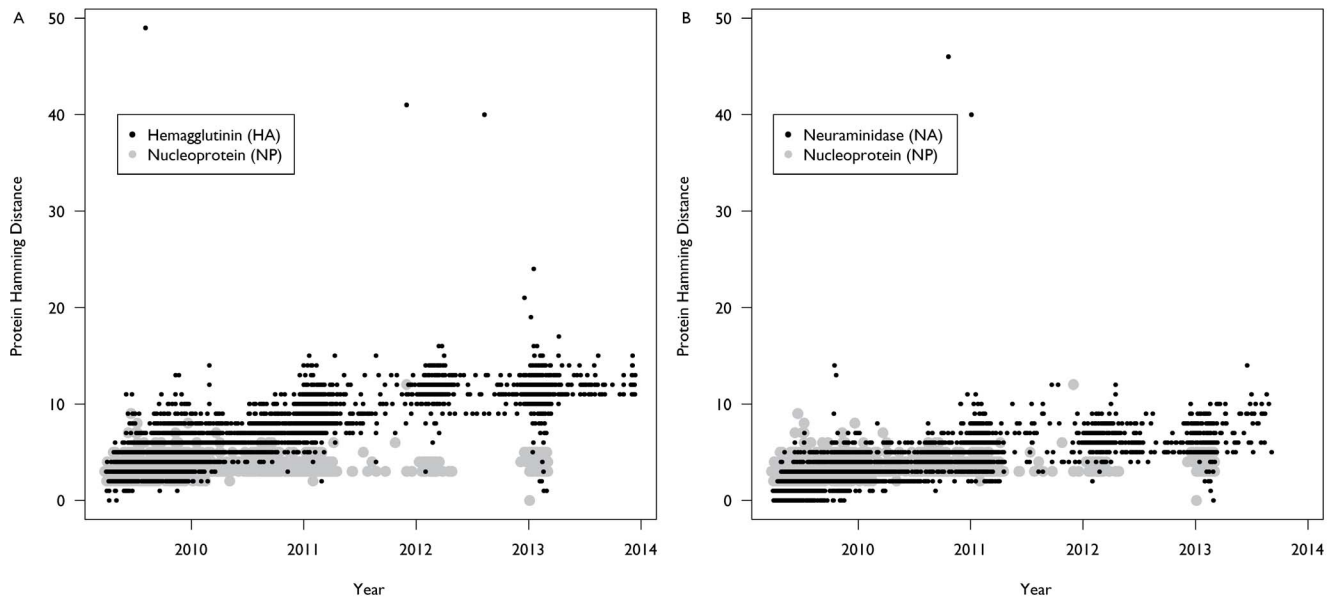 A
50
40
30
20
10
0
Protein Hamming Distance
Hemagglutinin (HA)
Nucleoprotein (NP)
2010 2011 2012 2013 2014
Year
B
50
40
30
20
10
0
Protein Hamming Distance
Neuraminidase (NA)
Nucleoprotein (NP)
2010 2011 2012 2013 2014
Year